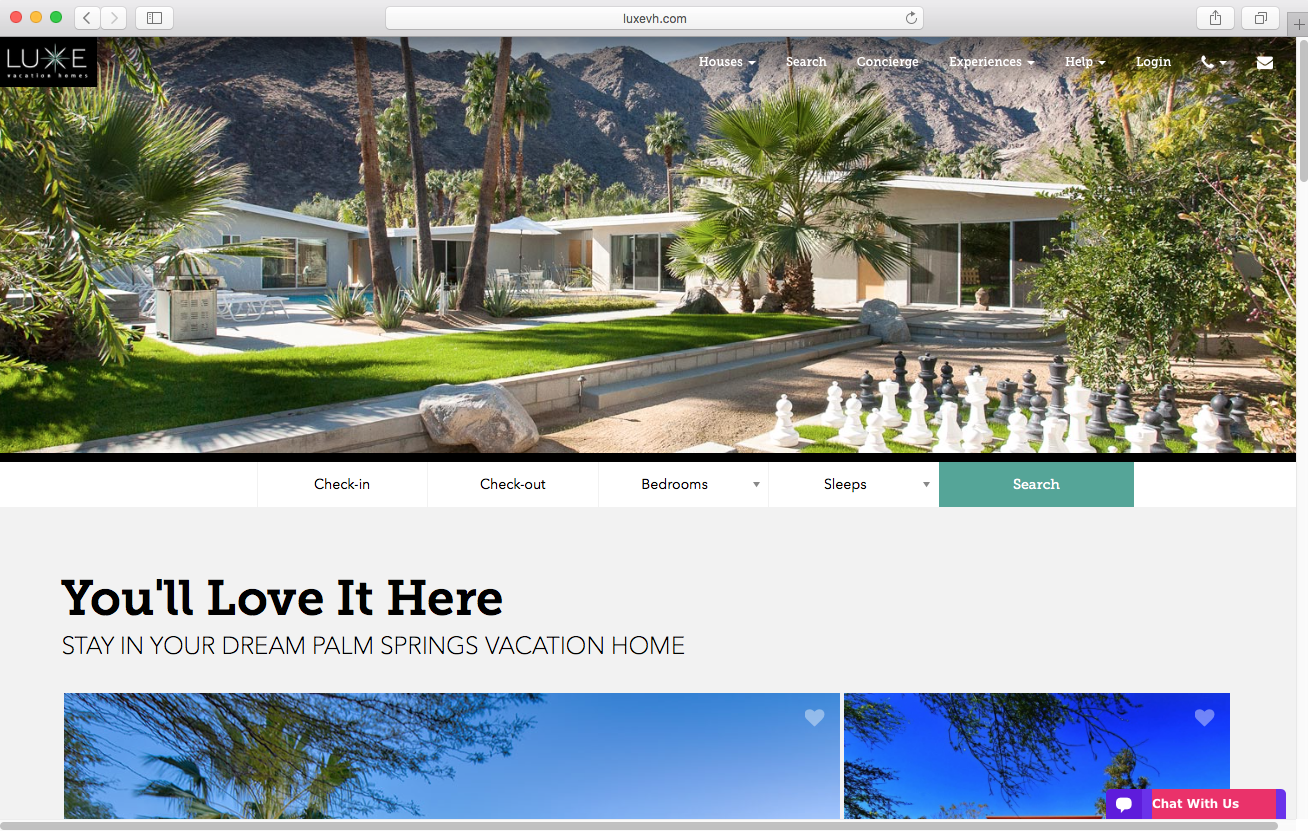 luxevh.com
LUXE
vacation homes
Houses Search Concierge Experiences Help Login
Check-in Check-out Bedrooms Sleeps Search
You'll Love It Here
STAY IN YOUR DREAM PALM SPRINGS VACATION HOME
Chat With Us